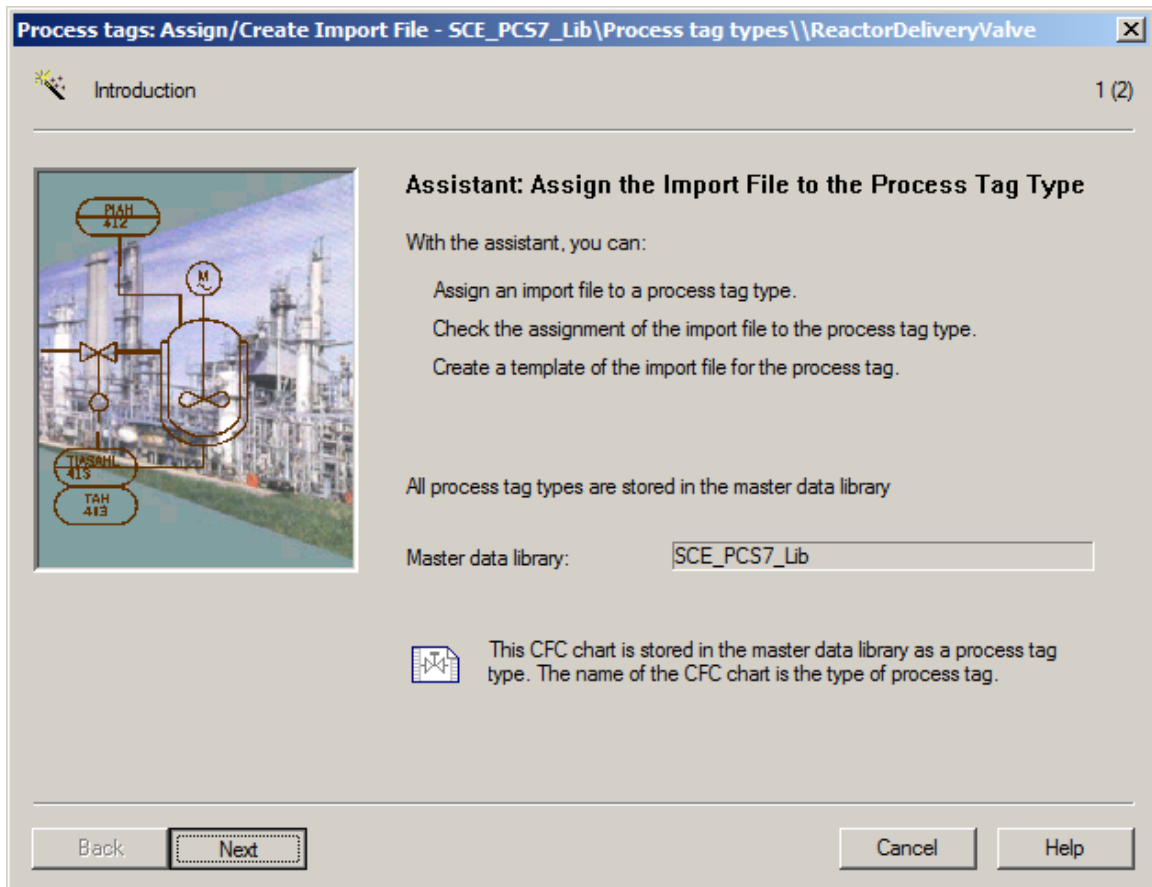 Process tags: Assign/Create Import File - SCE_PCS7_Lib\Process tag types\\ReactorDeliveryValve
Introduction
1 (2)
PIAH
412
M
TIASAHL
413
TAH
413
Assistant: Assign the Import File to the Process Tag Type
With the assistant, you can:
Assign an import file to a process tag type.
Check the assignment of the import file to the process tag type.
Create a template of the import file for the process tag.
All process tag types are stored in the master data library
Master data library:
SCE_PCS7_Lib
This CFC chart is stored in the master data library as a process tag
type. The name of the CFC chart is the type of process tag.
Back
Next
Cancel
Help